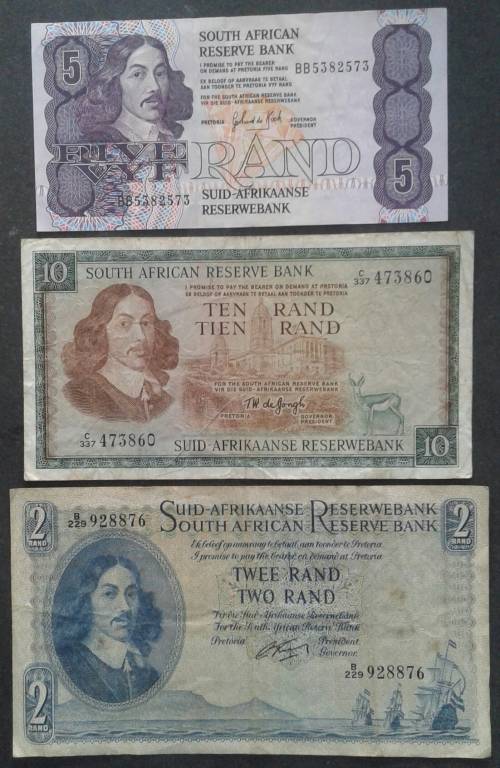 SOUTH AFRICAN
RESERVE BANK
I PROMISE TO PAY THE BEARER
ON DEMAND AT PRETORIA FIVE RAND
BB5382573
EK BELOOF OP AANVRAAG TE BETAAL
AAN TOONDER TE PRETORIA VYF RAND
FOR THE SOUTH AFRICAN RESERVE BANK
VIR DIE SUID-AFRIKAANSE RESERWEBANK
5
PRETORIA
GOVERNOR
PRESIDENT
FIVE
VYF
RAND
BB5382573
5
SUID-AFRIKAANSE
RESERWEBANK
10
SOUTH AFRICAN RESERVE BANK
C/337 473860
I PROMISE TO PAY THE BEARER ON DEMAND AT PRETORIA
EK BELOOF OP AANVRAAG TE BETAAL AAN TOONDER TE PRETORIA
TEN RAND
TIEN RAND
FOR THE SOUTH AFRICAN RESERVE BANK
VIR DIE SUID-AFRIKAANSE RESERWEBANK
T.W. de Jongh
PRETORIA
GOVERNOR
PRESIDENT
C/337 473860
SUID-AFRIKAANSE RESERWEBANK
10
2
RAND
B/229 928876
SUID-AFRIKAANSE RESERWEBANK
SOUTH AFRICAN RESERVE BANK
2
RAND
Ek beloof op aanvraag te betaal aan toonder te Pretoria
I promise to pay the bearer on demand at Pretoria
TWEE RAND
TWO RAND
Vir die Suid-Afrikaanse Reserwebank
For the South African Reserve Bank
Pretoria
President.
Governor.
B/229 928876
2
RAND